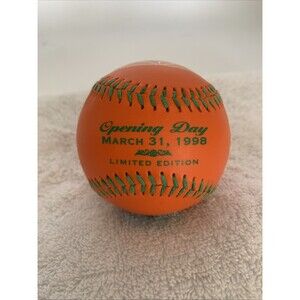 Opening Day
MARCH 31, 1998
LIMITED EDITION